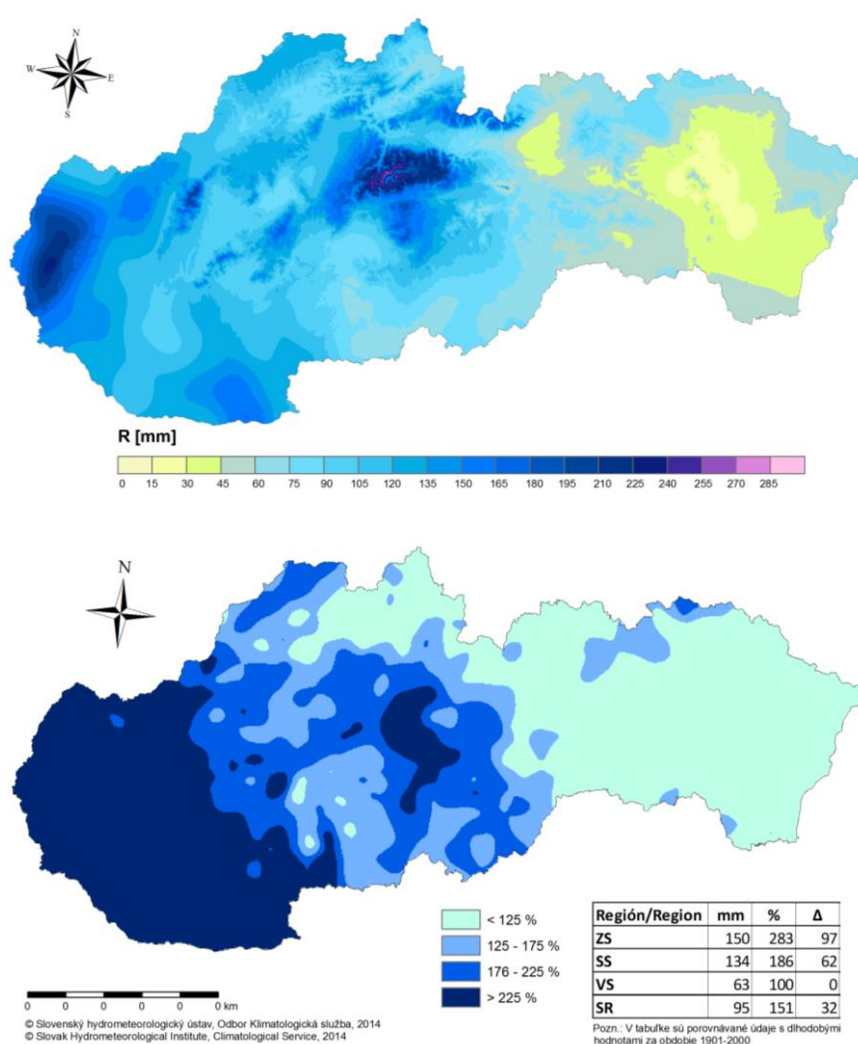 N
W
E
S
R [mm]
0 15 30 45 60 75 90 105 120 135 150 165 180 195 210 225 240 255 270 285
N
< 125 %
125 - 175 %
176 - 225 %
> 225 %
Región/Region mm % Δ
ZS 150 283 97
SS 134 186 62
VS 63 100 0
SR 95 151 32
0 0 0 0 0 km
© Slovenský hydrometeorologický ústav, Odbor Klimatologická služba, 2014
© Slovak Hydrometeorological Institute, Climatological Service, 2014
Pozn.: V tabuľke sú porovnávané údaje s dlhodobými
hodnotami za obdobie 1901-2000